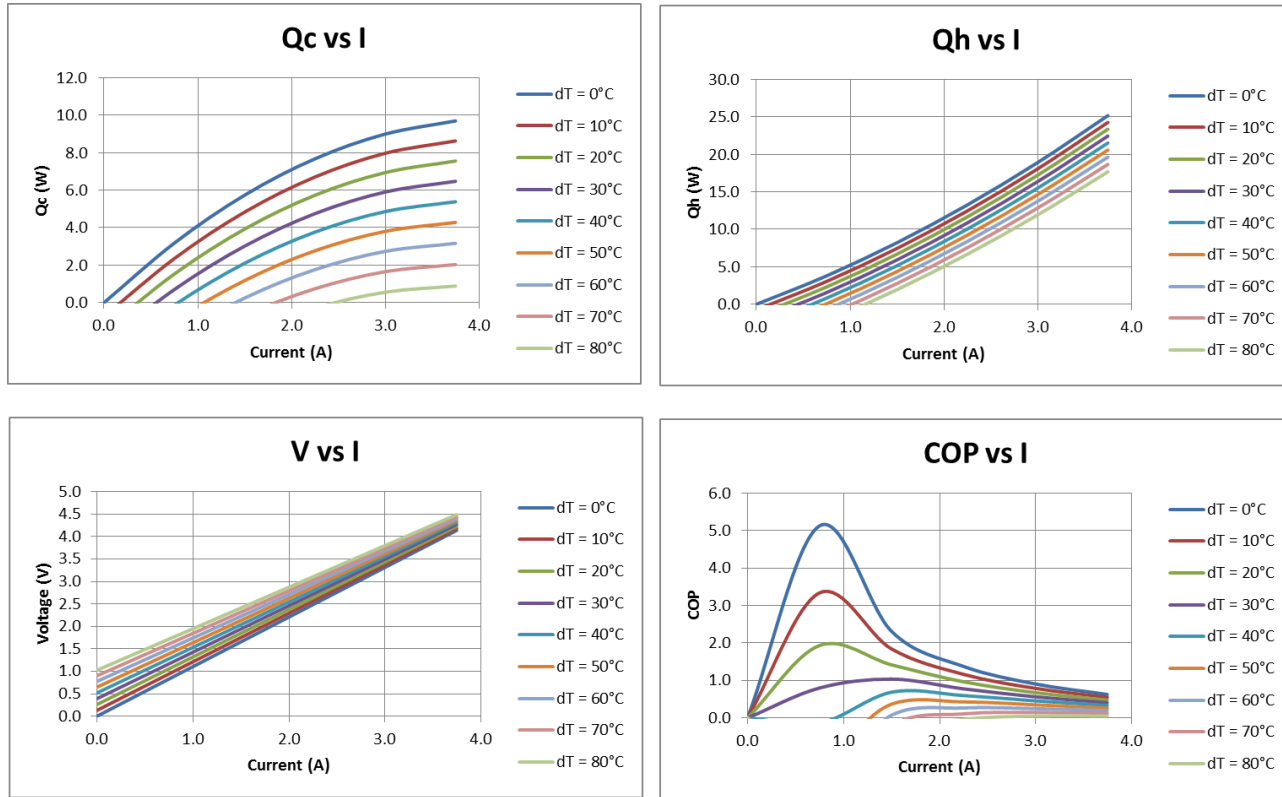 Qc vs I
12.0
10.0
8.0
6.0
4.0
2.0
0.0
Qc (W)
0.0 1.0 2.0 3.0 4.0
Current (A)
dT = 0°C
dT = 10°C
dT = 20°C
dT = 30°C
dT = 40°C
dT = 50°C
dT = 60°C
dT = 70°C
dT = 80°C
Qh vs I
30.0
25.0
20.0
15.0
10.0
5.0
0.0
Qh (W)
0.0 1.0 2.0 3.0 4.0
Current (A)
dT = 0°C
dT = 10°C
dT = 20°C
dT = 30°C
dT = 40°C
dT = 50°C
dT = 60°C
dT = 70°C
dT = 80°C
V vs I
5.0
4.5
4.0
3.5
3.0
2.5
2.0
1.5
1.0
0.5
0.0
Voltage (V)
0.0 1.0 2.0 3.0 4.0
Current (A)
dT = 0°C
dT = 10°C
dT = 20°C
dT = 30°C
dT = 40°C
dT = 50°C
dT = 60°C
dT = 70°C
dT = 80°C
COP vs I
6.0
5.0
4.0
3.0
2.0
1.0
0.0
COP
0.0 1.0 2.0 3.0 4.0
Current (A)
dT = 0°C
dT = 10°C
dT = 20°C
dT = 30°C
dT = 40°C
dT = 50°C
dT = 60°C
dT = 70°C
dT = 80°C